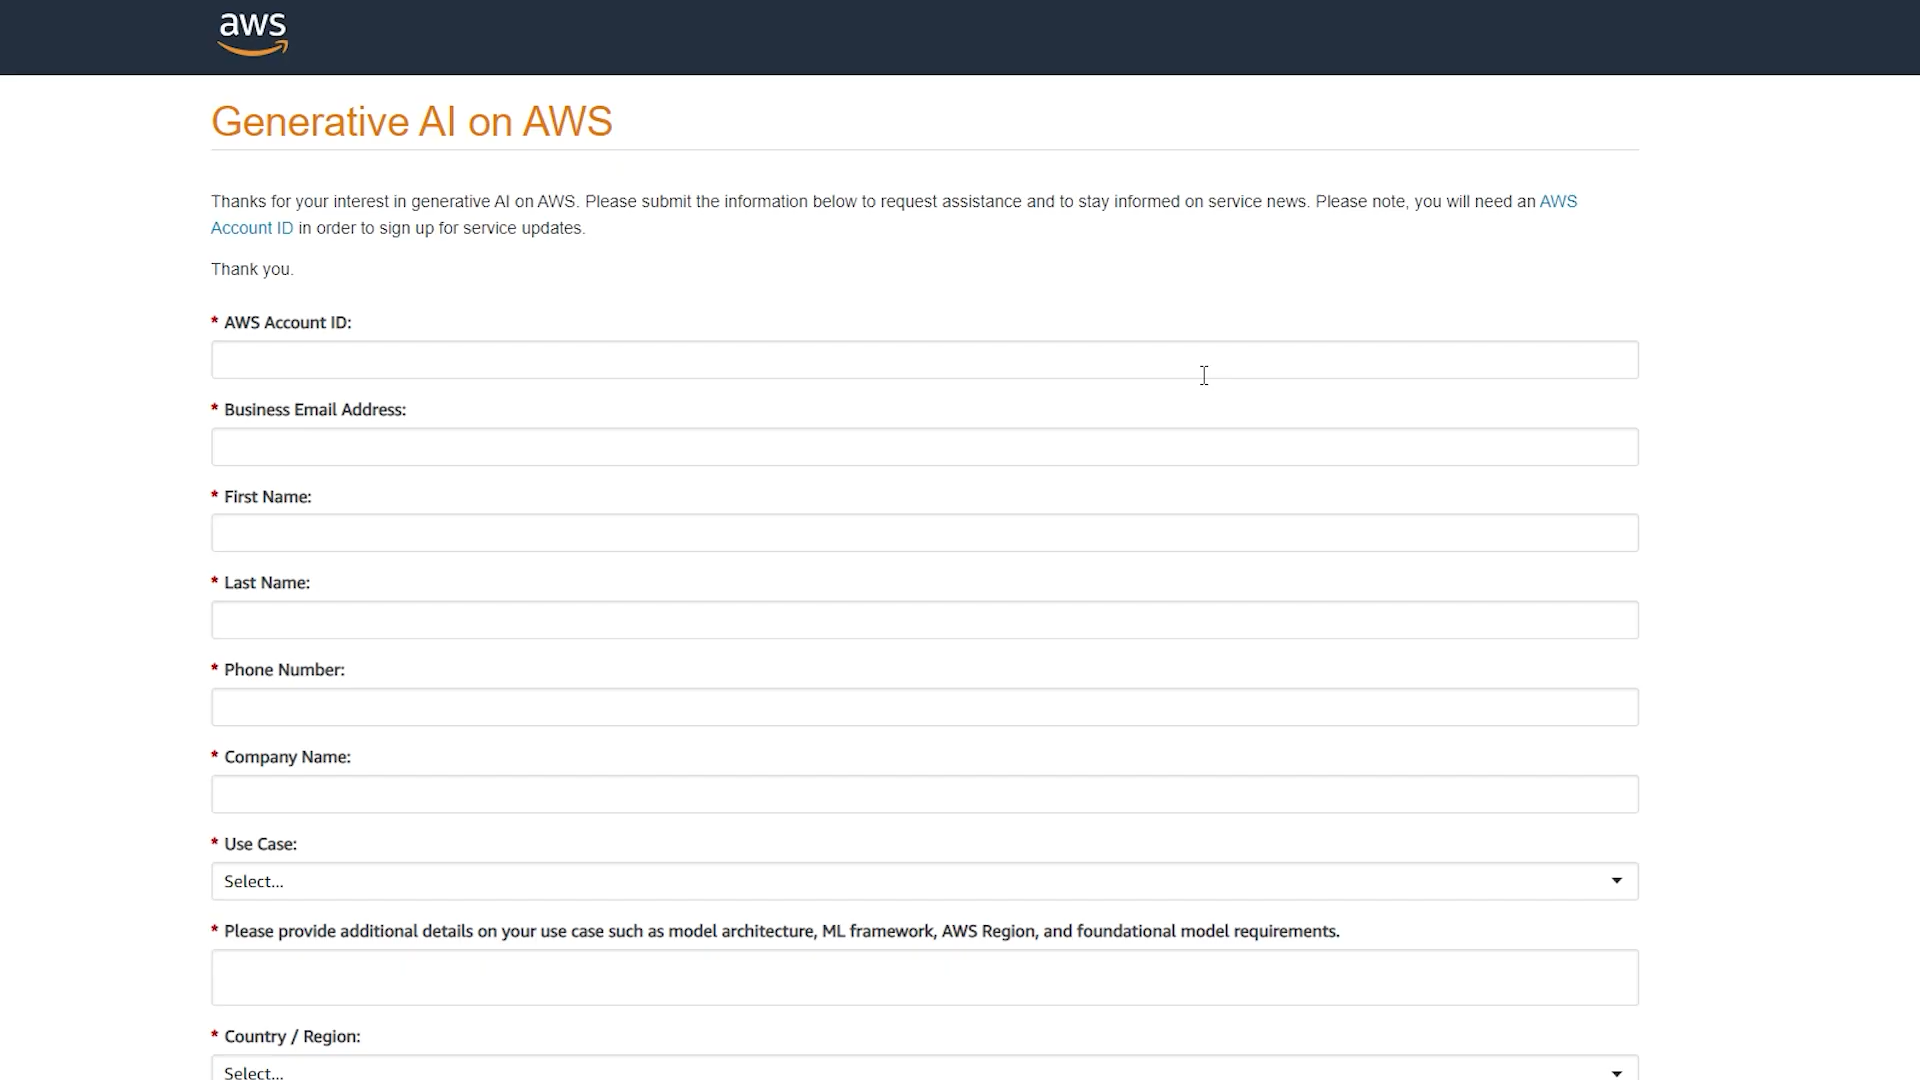 aws
Generative AI on AWS
Thanks for your interest in generative AI on AWS. Please submit the information below to request assistance and to stay informed on service news. Please note, you will need an AWS
Account ID in order to sign up for service updates.
Thank you.
* AWS Account ID:
* Business Email Address:
* First Name:
* Last Name:
* Phone Number:
* Company Name:
* Use Case:
Select...
* Please provide additional details on your use case such as model architecture, ML framework, AWS Region, and foundational model requirements.
* Country / Region:
Select...